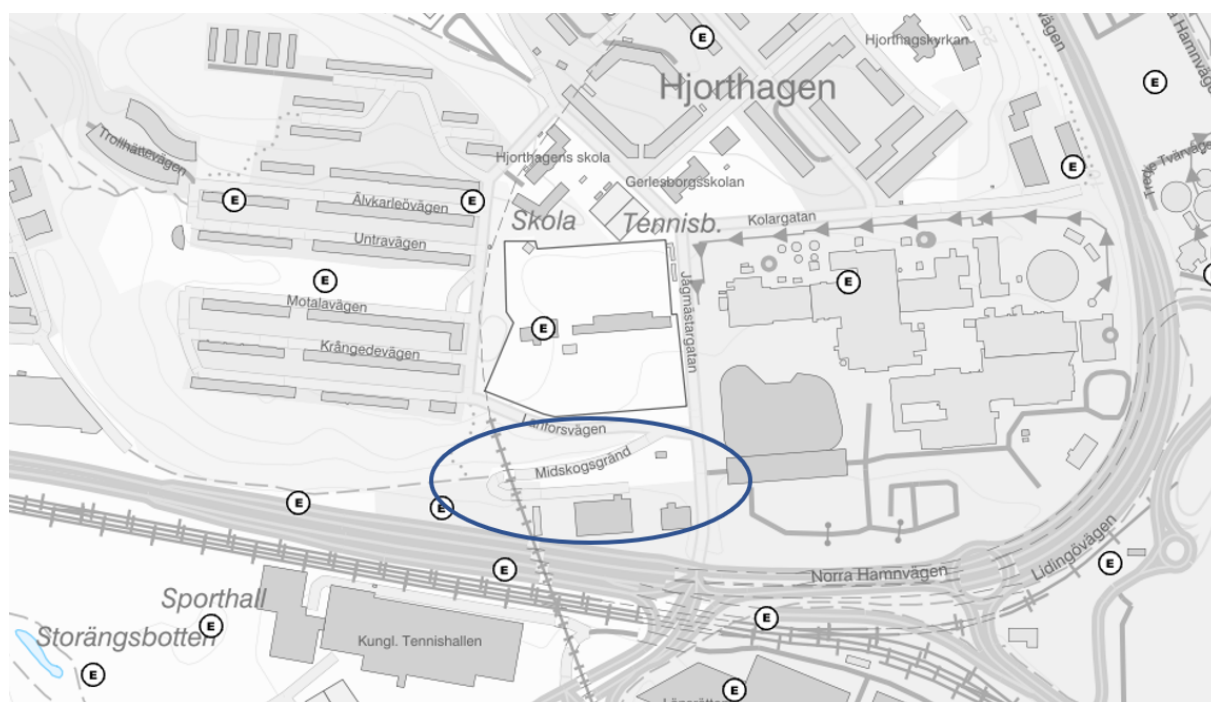 Hjorthagskyrkan
Hjorthagen
E
E
E
Trollhättevägen
Hjorthagens skola
Gerlesborgsskolan
E
E
Älvkarleövägen
Skola
Tennisb.
Kolargatan
Untravägen
E
E
E
Motalavägen
Jägmästargatan
E
Krångedevägen
Midskogsgränd
E
E
E
Norra Hamnvägen
Lidingövägen
E
E
Sporthall
E
Storängsbotten
Kungl. Tennishallen
E
E